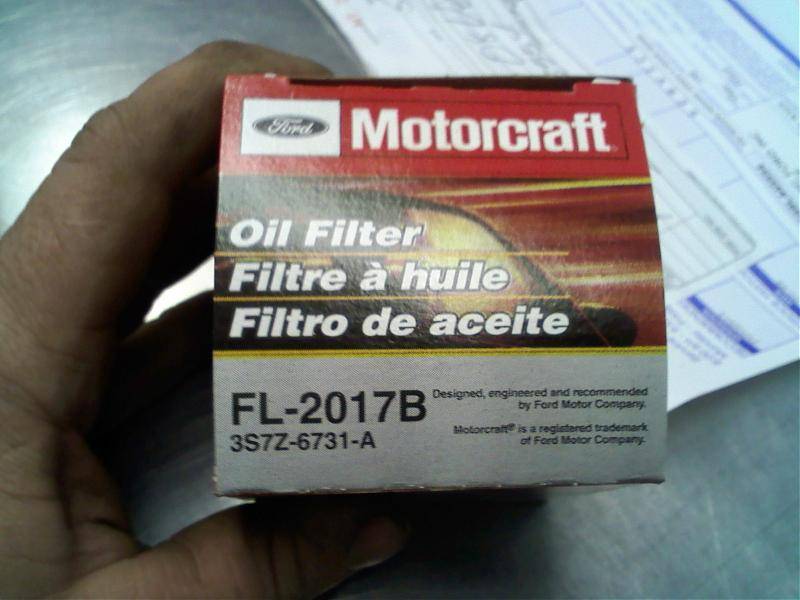 Ford Motorcraft
Oil Filter
Filtre à huile
Filtro de aceite
FL-2017B
3S7Z-6731-A
Designed, engineered and recommended
by Ford Motor Company.
Motorcraft® is a registered trademark
of Ford Motor Company.